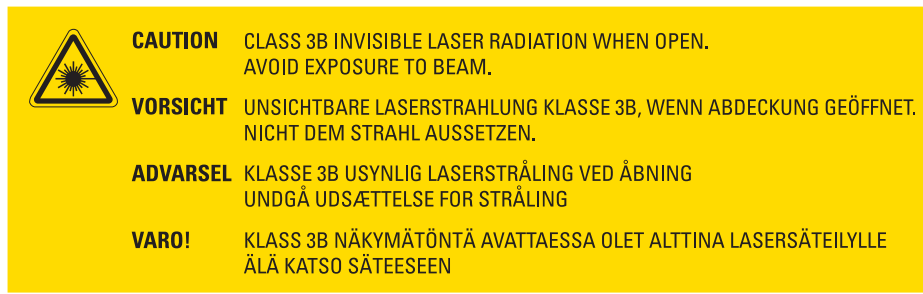 CAUTION CLASS 3B INVISIBLE LASER RADIATION WHEN OPEN.
AVOID EXPOSURE TO BEAM.
VORSICHT UNSICHTBARE LASERSTRAHLUNG KLASSE 3B, WENN ABDECKUNG GEÖFFNET.
NICHT DEM STRAHL AUSSETZEN.
ADVARSEL KLASSE 3B USYNLIG LASERSTRÅLING VED ÅBNING
UNDGÅ UDSÆTTELSE FOR STRÅLING
VARO! KLASS 3B NÄKYMÄTÖNTÄ AVATTAESSA OLET ALTTINA LASERSÄTEILYLLE
ÄLÄ KATSO SÄTEESEEN